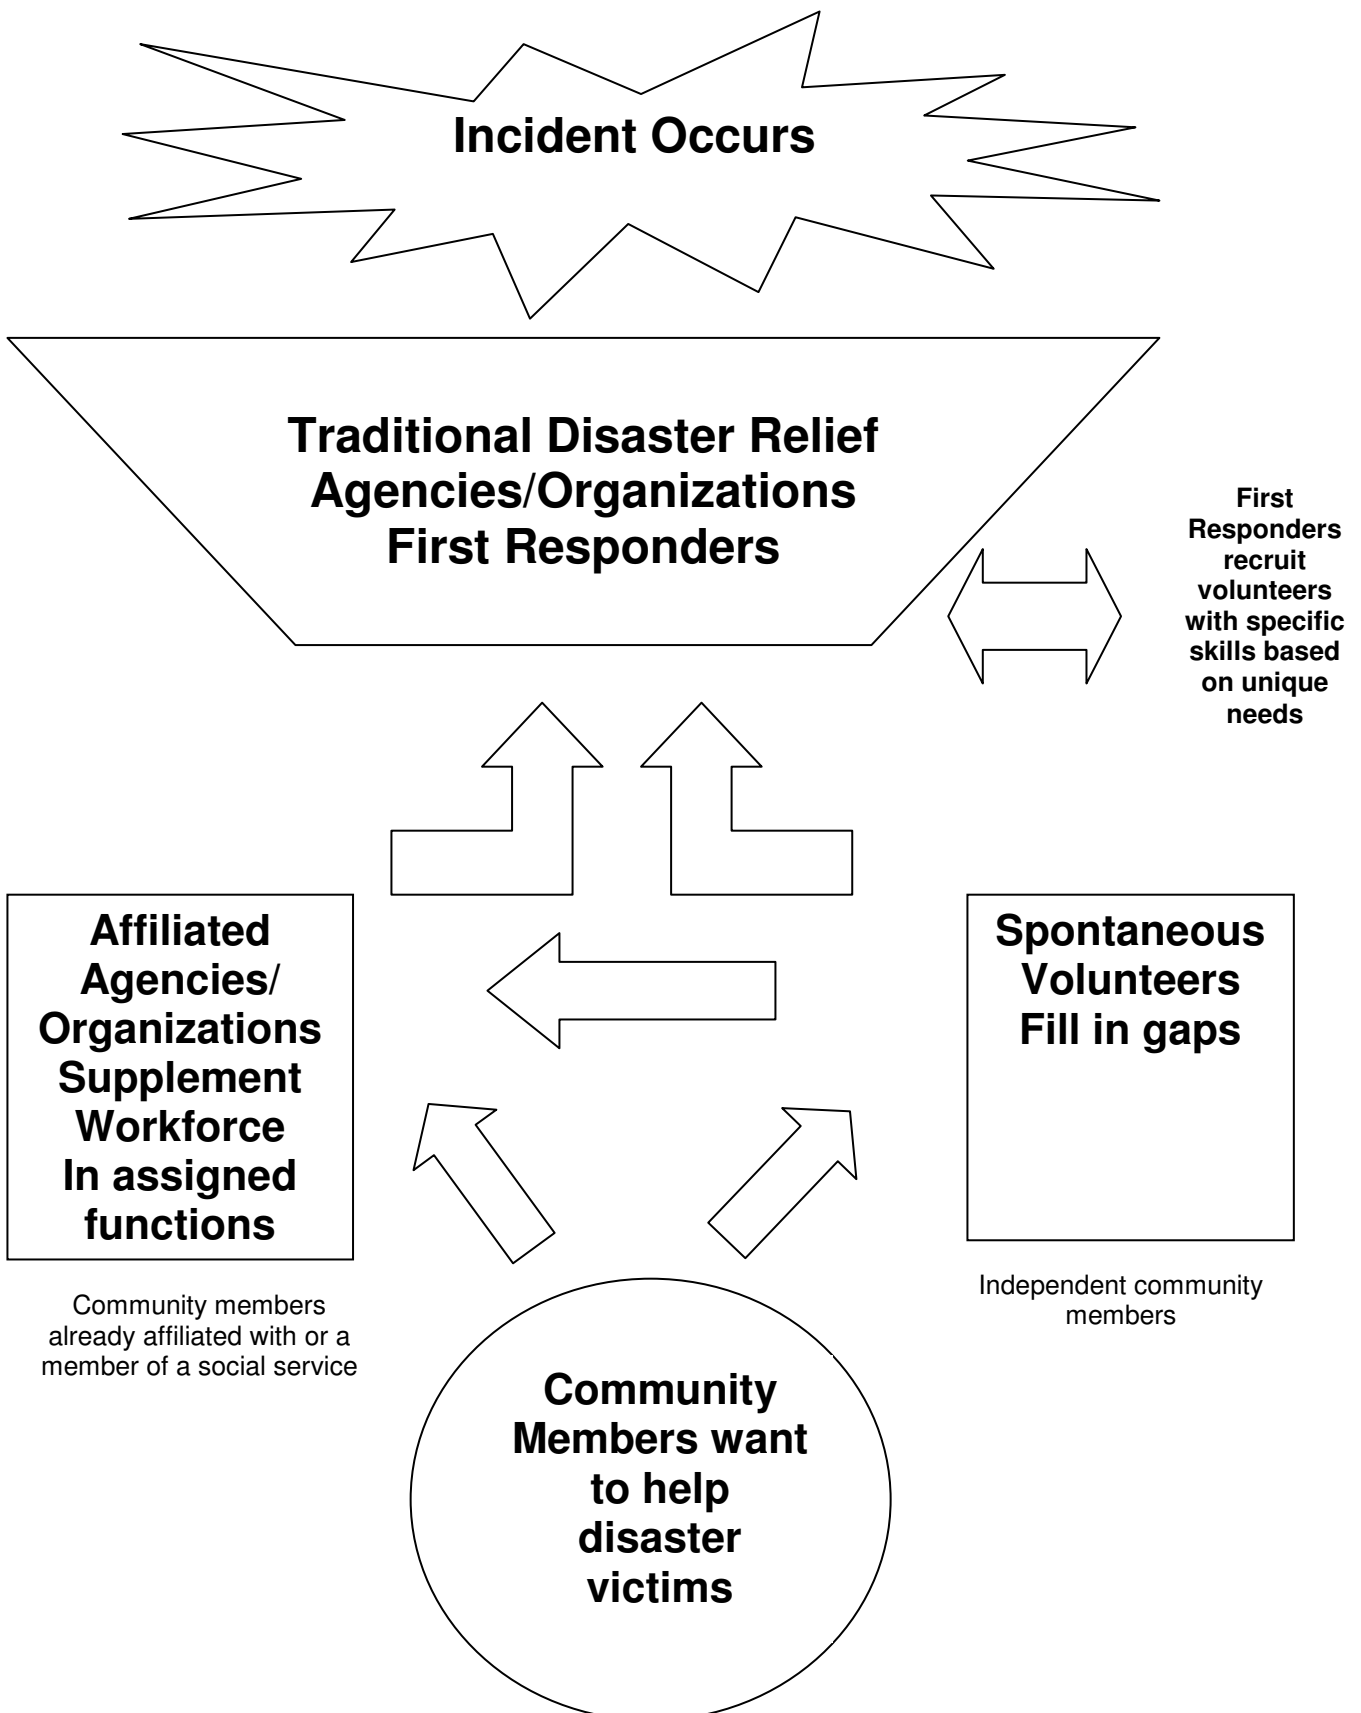 Incident Occurs
Traditional Disaster Relief
Agencies/Organizations
First Responders
First
Responders
recruit
volunteers
with specific
skills based
on unique
needs
Affiliated
Agencies/
Organizations
Supplement
Workforce
In assigned
functions
Spontaneous
Volunteers
Fill in gaps
Community members
already affiliated with or a
member of a social service
Independent community
members
Community
Members want
to help
disaster
victims